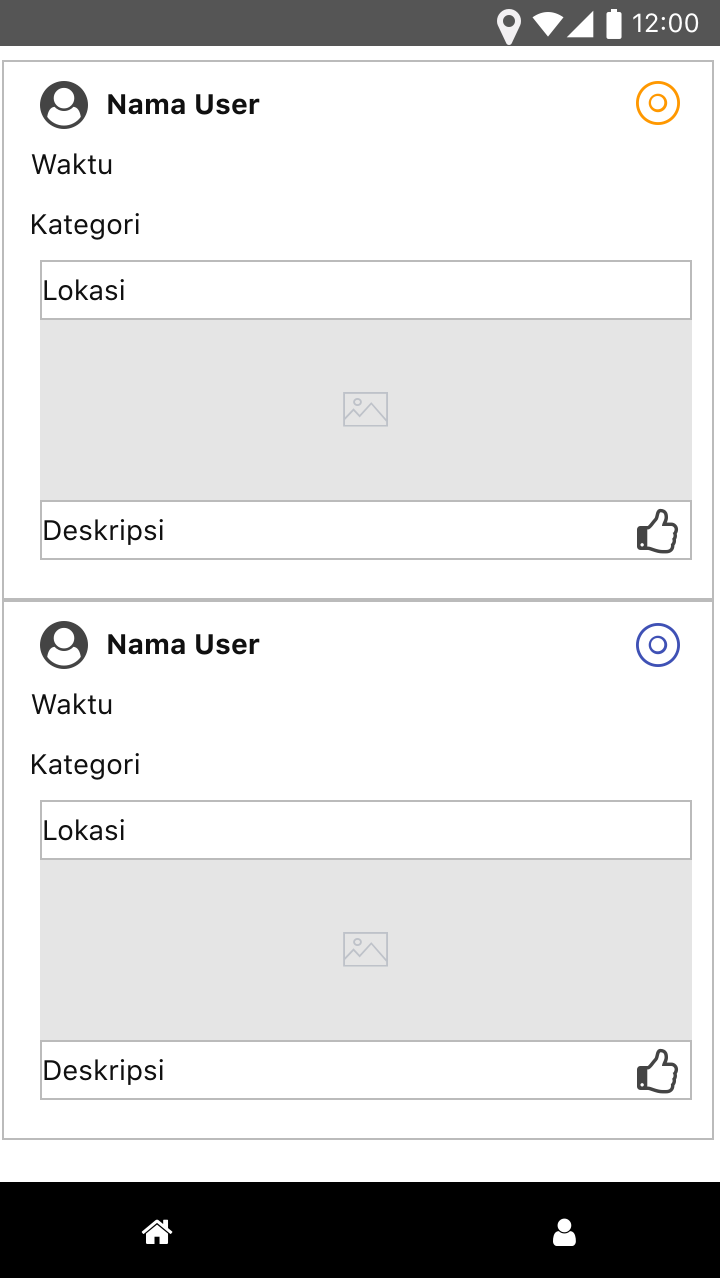 12:00
Nama User
Waktu
Kategori
Lokasi
Deskripsi
Nama User
Waktu
Kategori
Lokasi
Deskripsi